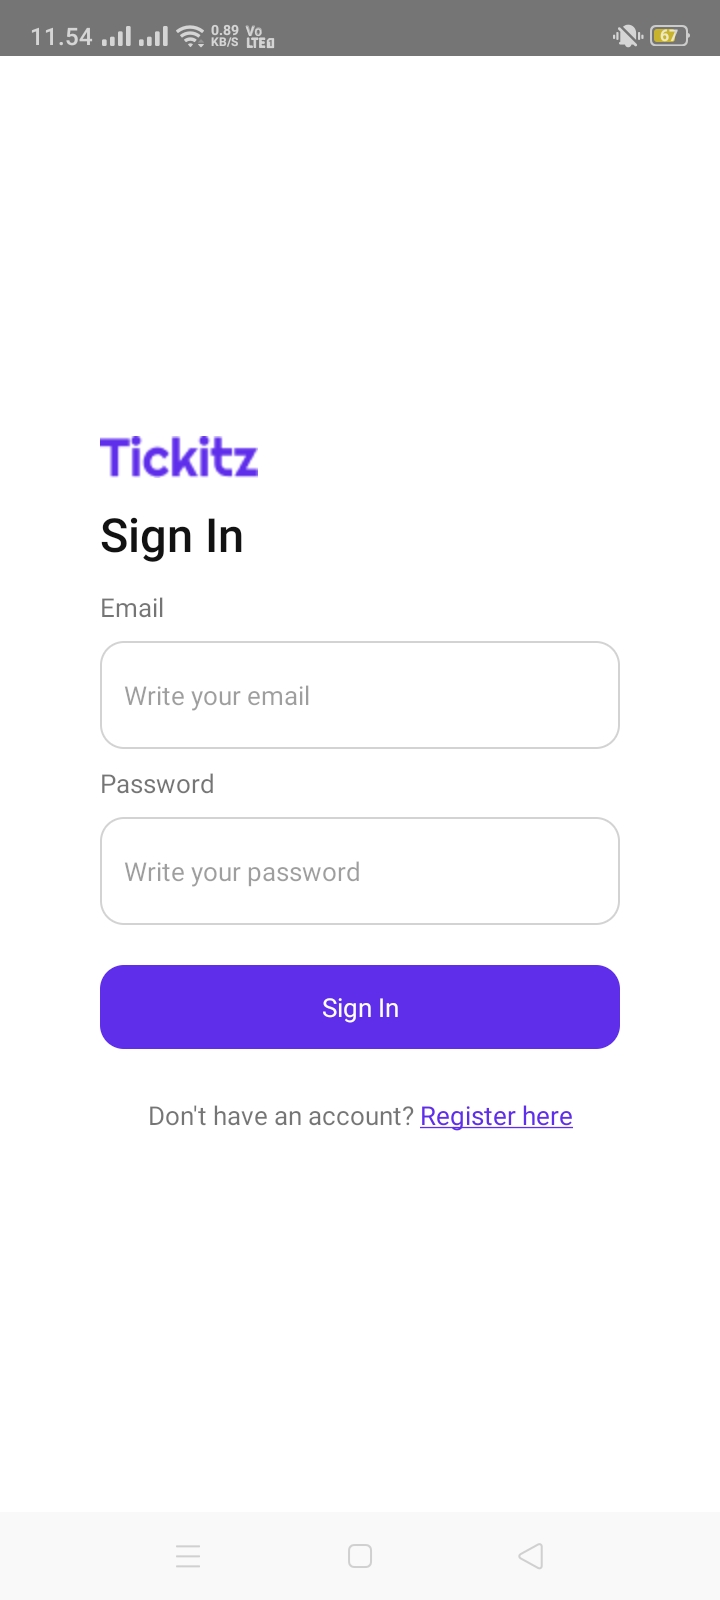 11.54 0.89 KB/S Vo LTE 67
Tickitz
Sign In
Email
Write your email
Password
Write your password
Sign In
Don't have an account? Register here